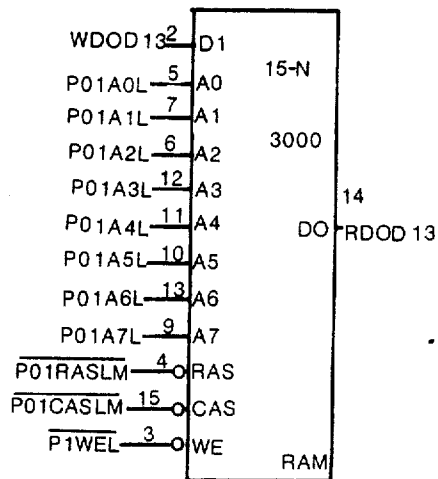 WDOD 13 2 D1
15-N
P01A0L 5 A0
P01A1L 7 A1
3000
P01A2L 6 A2
P01A3L 12 A3
14
P01A4L 11 A4
DO RDOD 13
P01A5L 10 A5
P01A6L 13 A6
P01A7L 9 A7
P01RASLM 4 RAS
P01CASLM 15 CAS
P1WEL 3 WE
RAM